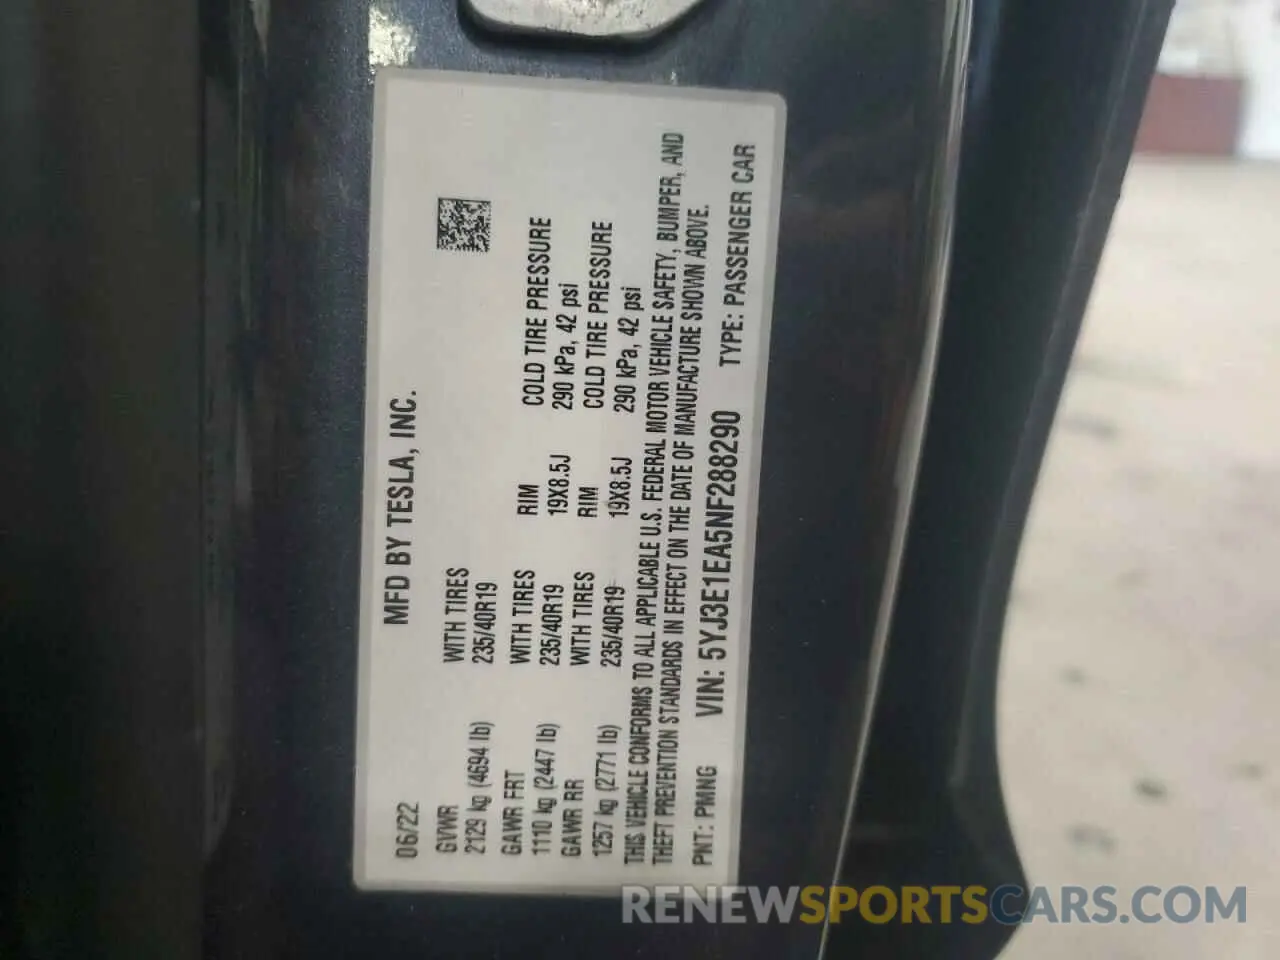 MFD BY TESLA, INC.
06/22
GVWR WITH TIRES
2129 kg (4694 lb) 235/40R19
GAWR FRT WITH TIRES RIM COLD TIRE PRESSURE
1110 kg (2447 lb) 235/40R19 19X8.5J 290 kPa, 42 psi
GAWR RR WITH TIRES RIM COLD TIRE PRESSURE
1257 kg (2771 lb) 235/40R19 19X8.5J 290 kPa, 42 psi
THIS VEHICLE CONFORMS TO ALL APPLICABLE U.S. FEDERAL MOTOR VEHICLE SAFETY, BUMPER, AND
THEFT PREVENTION STANDARDS IN EFFECT ON THE DATE OF MANUFACTURE SHOWN ABOVE.
PNT: PMNG VIN: 5YJ3E1EA5NF288290 TYPE: PASSENGER CAR
RENEWSPORTSCARS.COM